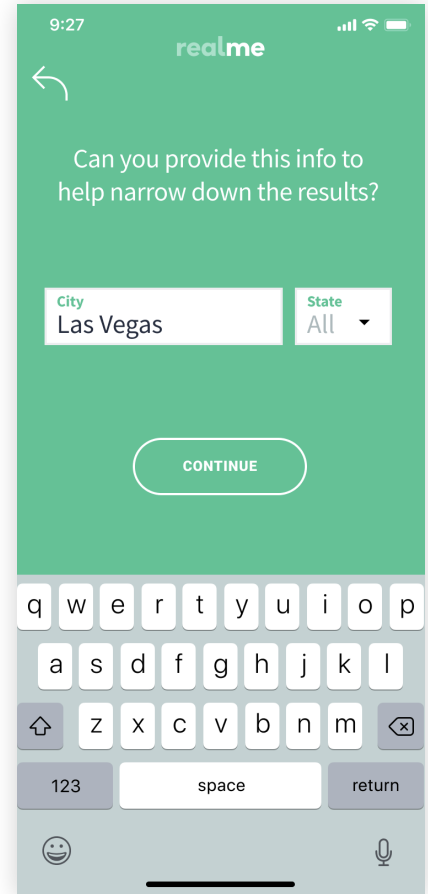 9:27
realme
Can you provide this info to
help narrow down the results?
City
State
Las Vegas
All
CONTINUE
q w e r t y u i o p
a s d f g h j k l
z x c v b n m
123 space return